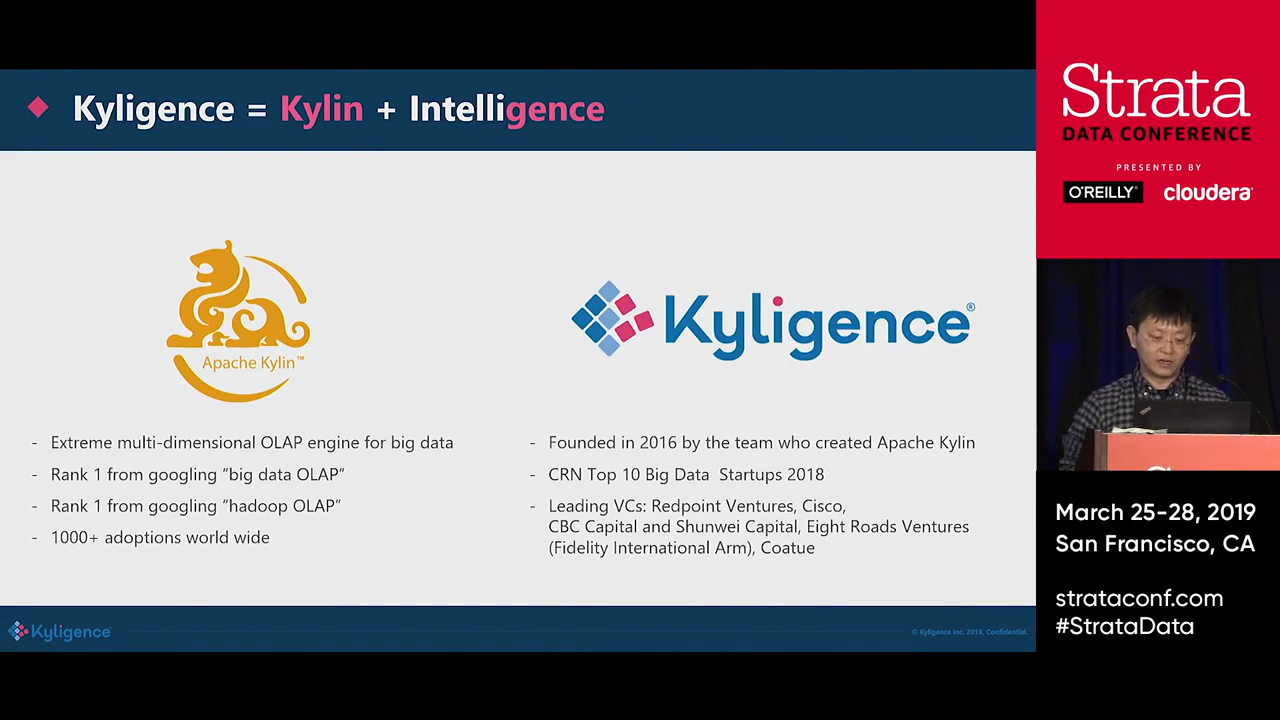 Kyligence = Kylin + Intelligence
Apache Kylin™
Kyligence®
- Extreme multi-dimensional OLAP engine for big data
- Rank 1 from googling “big data OLAP”
- Rank 1 from googling “hadoop OLAP”
- 1000+ adoptions world wide
- Founded in 2016 by the team who created Apache Kylin
- CRN Top 10 Big Data  Startups 2018
- Leading VCs: Redpoint Ventures, Cisco,
CBC Capital and Shunwei Capital, Eight Roads Ventures
(Fidelity International Arm), Coatue
Kyligence
© Kyligence Inc. 2019, Confidential.
Strata
DATA CONFERENCE
PRESENTED BY
O'REILLY® cloudera®
March 25-28, 2019
San Francisco, CA
strataconf.com
#StrataData